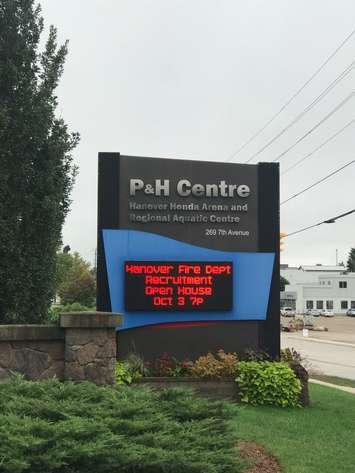 P&H Centre
Hanover Honda Arena and
Regional Aquatic Centre
269 7th Avenue
Hanover Fire Dept
Recruitment
Open House
Oct 3 7P